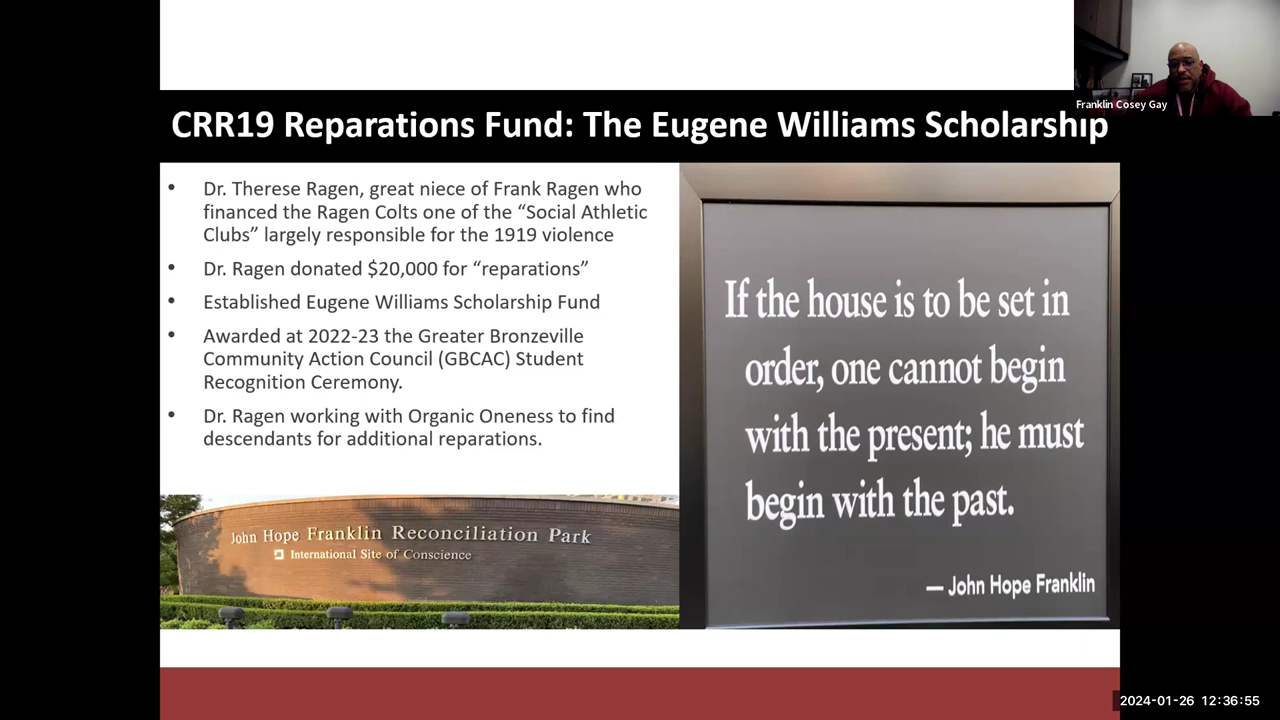 Franklin Cosey Gay
CRR19 Reparations Fund: The Eugene Williams Scholarship
• Dr. Therese Ragen, great niece of Frank Ragen who
financed the Ragen Colts one of the “Social Athletic
Clubs” largely responsible for the 1919 violence
• Dr. Ragen donated $20,000 for “reparations”
• Established Eugene Williams Scholarship Fund
• Awarded at 2022-23 the Greater Bronzeville
Community Action Council (GBCAC) Student
Recognition Ceremony.
• Dr. Ragen working with Organic Oneness to find
descendants for additional reparations.
John Hope Franklin Reconciliation Park
International Site of Conscience
If the house is to be set in
order, one cannot begin
with the present; he must
begin with the past.
— John Hope Franklin
2024-01-26 12:36:55